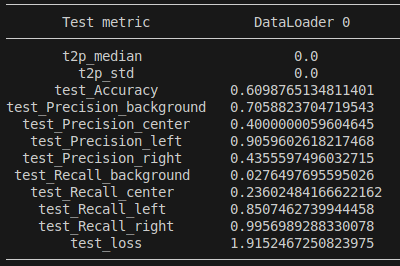 Test metric DataLoader 0
t2p_median 0.0
t2p_std 0.0
test_Accuracy 0.6098765134811401
test_Precision_background 0.7058823704719543
test_Precision_center 0.4000000059604645
test_Precision_left 0.9059602618217468
test_Precision_right 0.4355597496032715
test_Recall_background 0.0276497695595026
test_Recall_center 0.23602484166622162
test_Recall_left 0.8507462739944458
test_Recall_right 0.9956989288330078
test_loss 1.9152467250823975